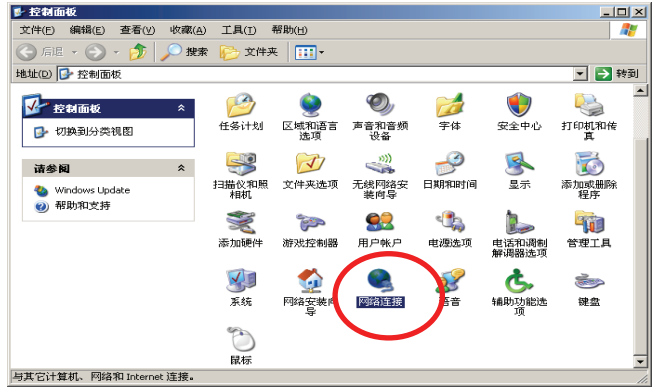 控制面板
文件(F) 编辑(E) 查看(V) 收藏(A) 工具(T) 帮助(H)
后退 搜索 文件夹
地址(D) 控制面板 转到
控制面板
切换到分类视图
请参阅
Windows Update
帮助和支持
任务计划 区域和语言选项 声音和音频设备 字体 安全中心 打印机和传真
扫描仪和照相机 文件夹选项 无线网络安装向导 日期和时间 显示 添加或删除程序
添加硬件 游戏控制器 用户帐户 电源选项 电话和调制解调器选项 管理工具
系统 网络安装向导 网络连接 语音 辅助功能选项 键盘
鼠标
与其它计算机、网络和 Internet 连接。